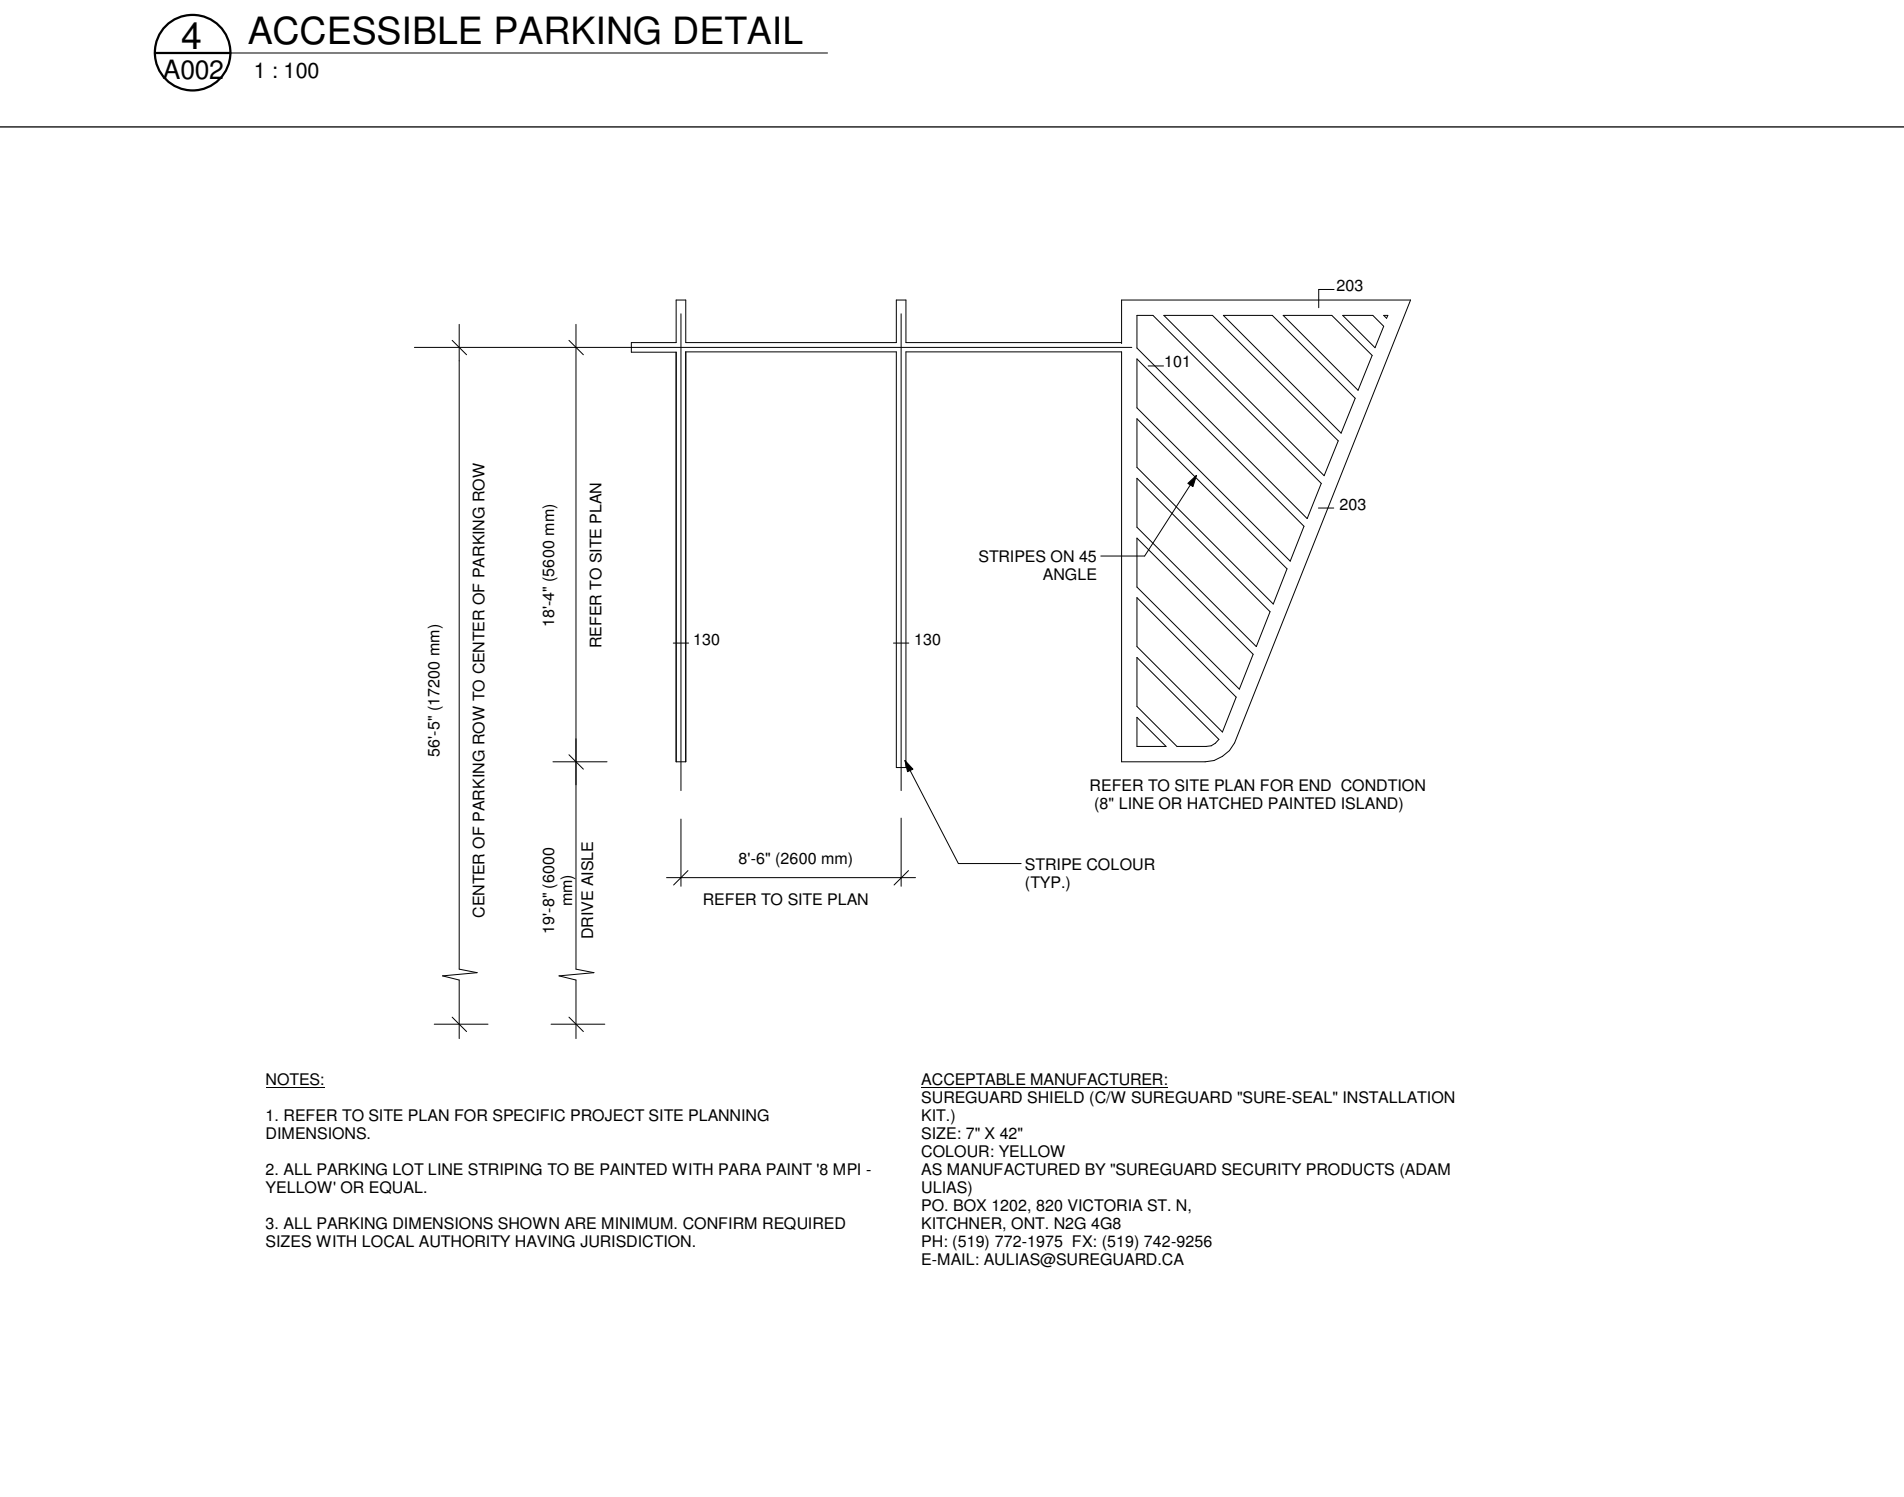 4
A002
ACCESSIBLE PARKING DETAIL
1 : 100
203
101
203
STRIPES ON 45
ANGLE
130
130
56'-5" (17200 mm)
CENTER OF PARKING ROW TO CENTER OF PARKING ROW
18'-4" (5600 mm)
REFER TO SITE PLAN
19'-8" (6000
mm)
DRIVE AISLE
REFER TO SITE PLAN FOR END  CONDTION
(8" LINE OR HATCHED PAINTED ISLAND)
8'-6" (2600 mm)
REFER TO SITE PLAN
STRIPE COLOUR
(TYP.)
NOTES:
1. REFER TO SITE PLAN FOR SPECIFIC PROJECT SITE PLANNING
DIMENSIONS.
2. ALL PARKING LOT LINE STRIPING TO BE PAINTED WITH PARA PAINT '8 MPI -
YELLOW' OR EQUAL.
3. ALL PARKING DIMENSIONS SHOWN ARE MINIMUM. CONFIRM REQUIRED
SIZES WITH LOCAL AUTHORITY HAVING JURISDICTION.
ACCEPTABLE MANUFACTURER:
SUREGUARD SHIELD (C/W SUREGUARD "SURE-SEAL" INSTALLATION
KIT.)
SIZE: 7" X 42"
COLOUR: YELLOW
AS MANUFACTURED BY "SUREGUARD SECURITY PRODUCTS (ADAM
ULIAS)
PO. BOX 1202, 820 VICTORIA ST. N,
KITCHNER, ONT. N2G 4G8
PH: (519) 772-1975  FX: (519) 742-9256
E-MAIL: AULIAS@SUREGUARD.CA